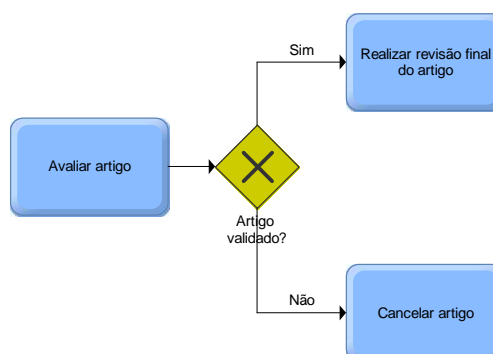 Sim
Realizar revisão final
do artigo
Avaliar artigo
Artigo
validado?
Não
Cancelar artigo